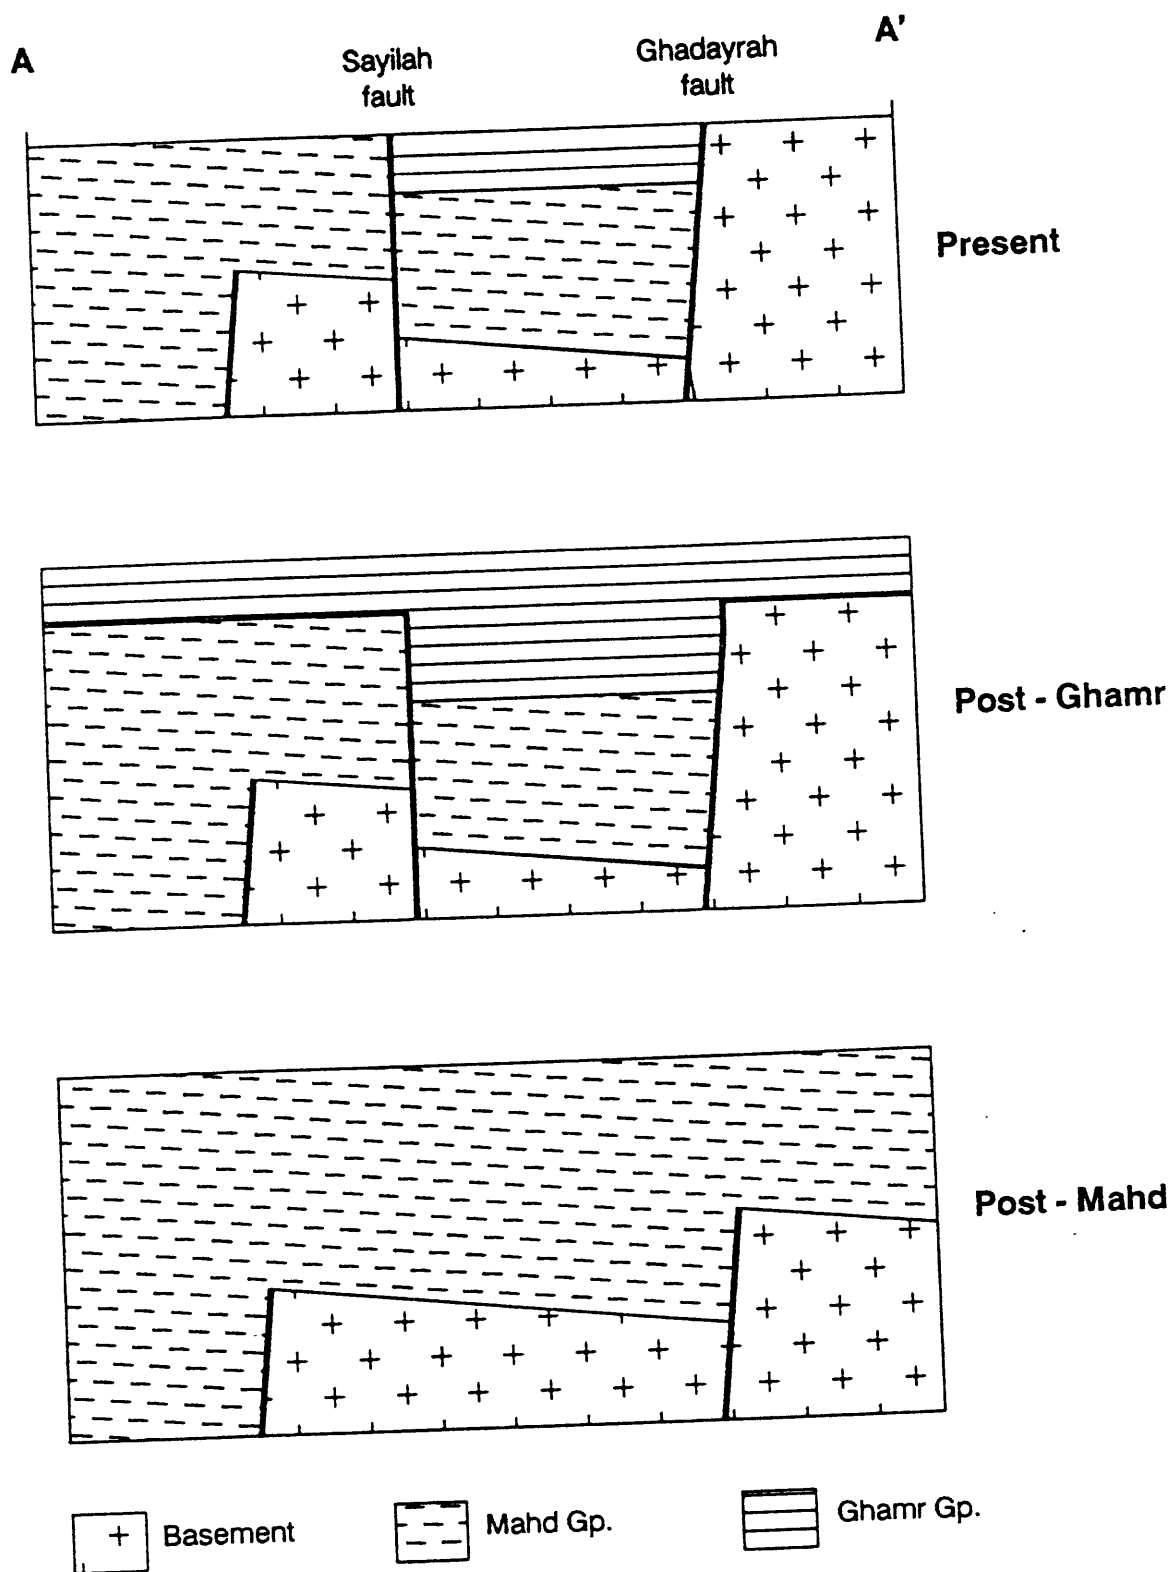 A
Sayilah
fault
Ghadayrah
fault
A'
Present
Post - Ghamr
Post - Mahd
Basement
Mahd Gp.
Ghamr Gp.